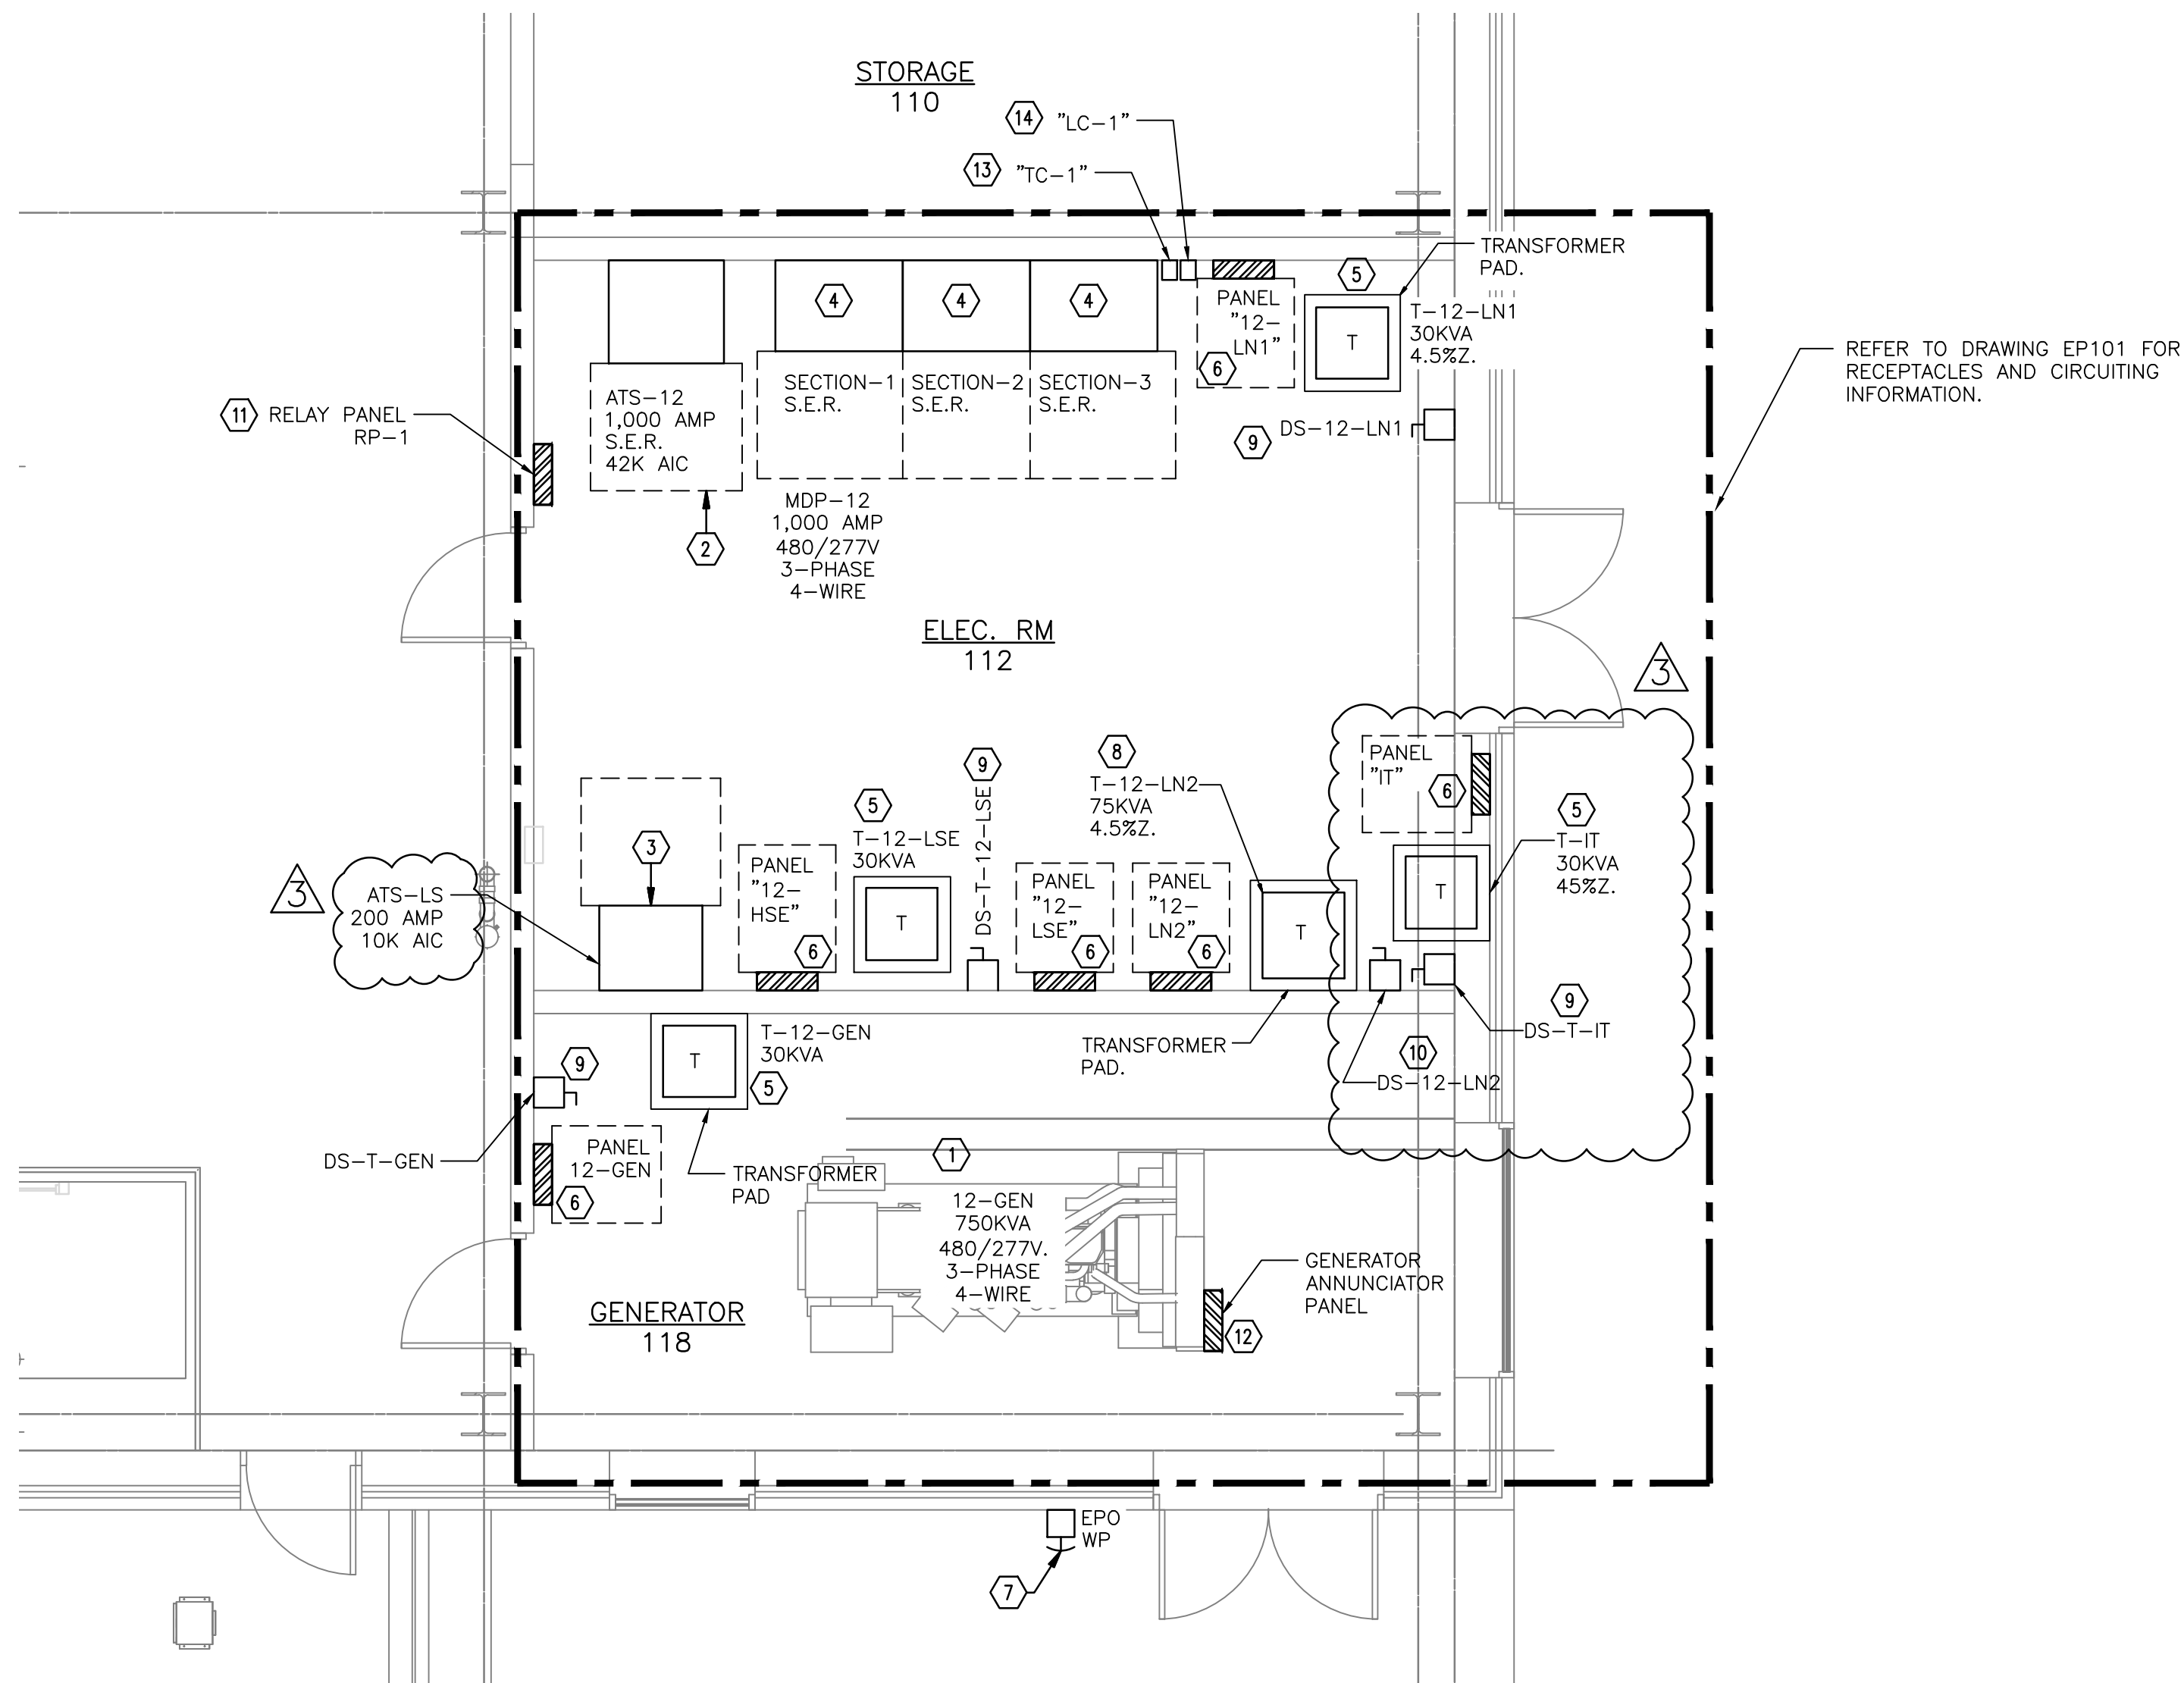 STORAGE
110
14
"LC-1"
13
"TC-1"
TRANSFORMER
PAD.
5
4
4
4
PANEL
"12-
LN1"
6
T
T-12-LN1
30KVA
4.5%Z.
REFER TO DRAWING EP101 FOR
RECEPTACLES AND CIRCUITING
INFORMATION.
11
RELAY PANEL
RP-1
ATS-12
1,000 AMP
S.E.R.
42K AIC
SECTION-1
S.E.R.
SECTION-2
S.E.R.
SECTION-3
S.E.R.
9
DS-12-LN1
2
MDP-12
1,000 AMP
480/277V
3-PHASE
4-WIRE
ELEC. RM
112
3
PANEL
"IT"
6
5
T-IT
30KVA
45%Z.
T
8
T-12-LN2
75KVA
4.5%Z.
9
DS-T-12-LSE
5
T-12-LSE
30KVA
T
3
PANEL
"12-
HSE"
6
PANEL
"12-
LSE"
6
PANEL
"12-
LN2"
6
T
3
ATS-LS
200 AMP
10K AIC
9
DS-T-IT
10
DS-12-LN2
TRANSFORMER
PAD.
T-12-GEN
30KVA
T
5
9
DS-T-GEN
PANEL
12-GEN
6
TRANSFORMER
PAD
1
12-GEN
750KVA
480/277V.
3-PHASE
4-WIRE
GENERATOR
ANNUNCIATOR
PANEL
12
GENERATOR
118
EPO
WP
7